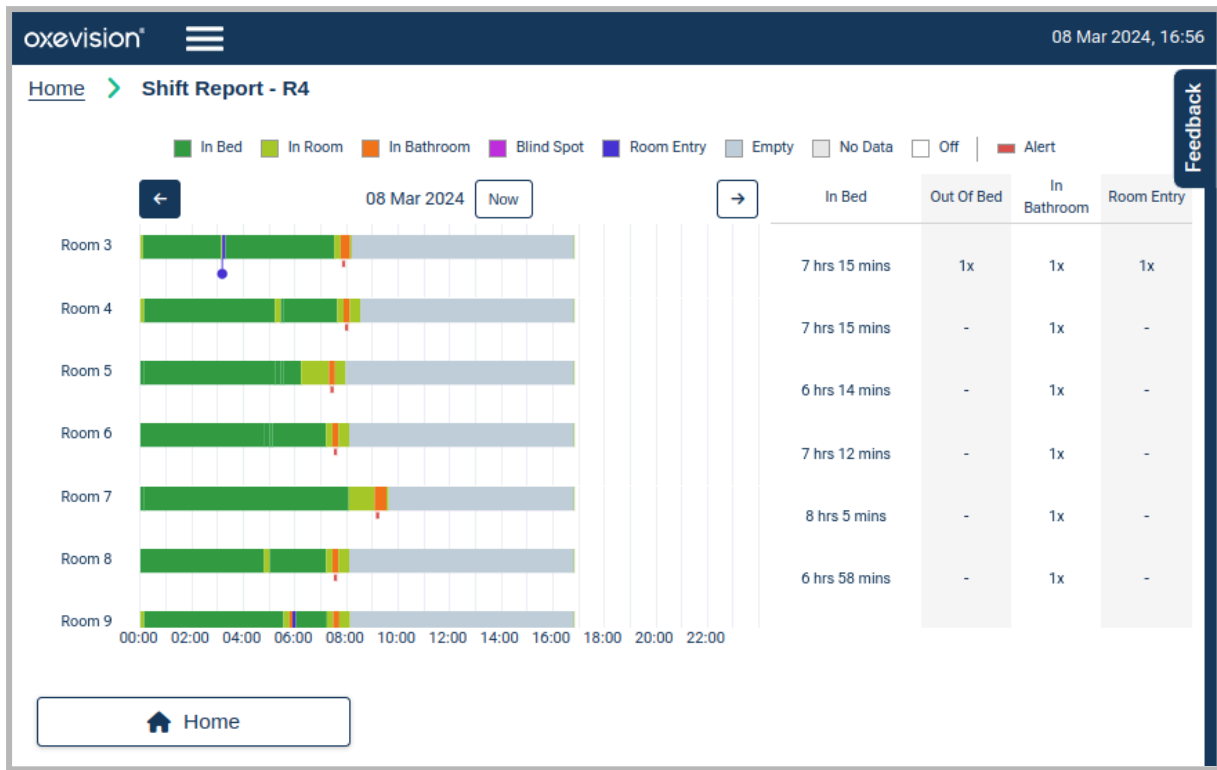 oxevision®
08 Mar 2024, 16:56
Home > Shift Report - R4
Feedback
In Bed In Room In Bathroom Blind Spot Room Entry Empty No Data Off Alert
← 08 Mar 2024 Now →
In Bed Out Of Bed In Bathroom Room Entry
Room 3 7 hrs 15 mins 1x 1x 1x
Room 4 7 hrs 15 mins - 1x -
Room 5 6 hrs 14 mins - 1x -
Room 6 7 hrs 12 mins - 1x -
Room 7 8 hrs 5 mins - 1x -
Room 8 6 hrs 58 mins - 1x -
Room 9
00:00 02:00 04:00 06:00 08:00 10:00 12:00 14:00 16:00 18:00 20:00 22:00
Home